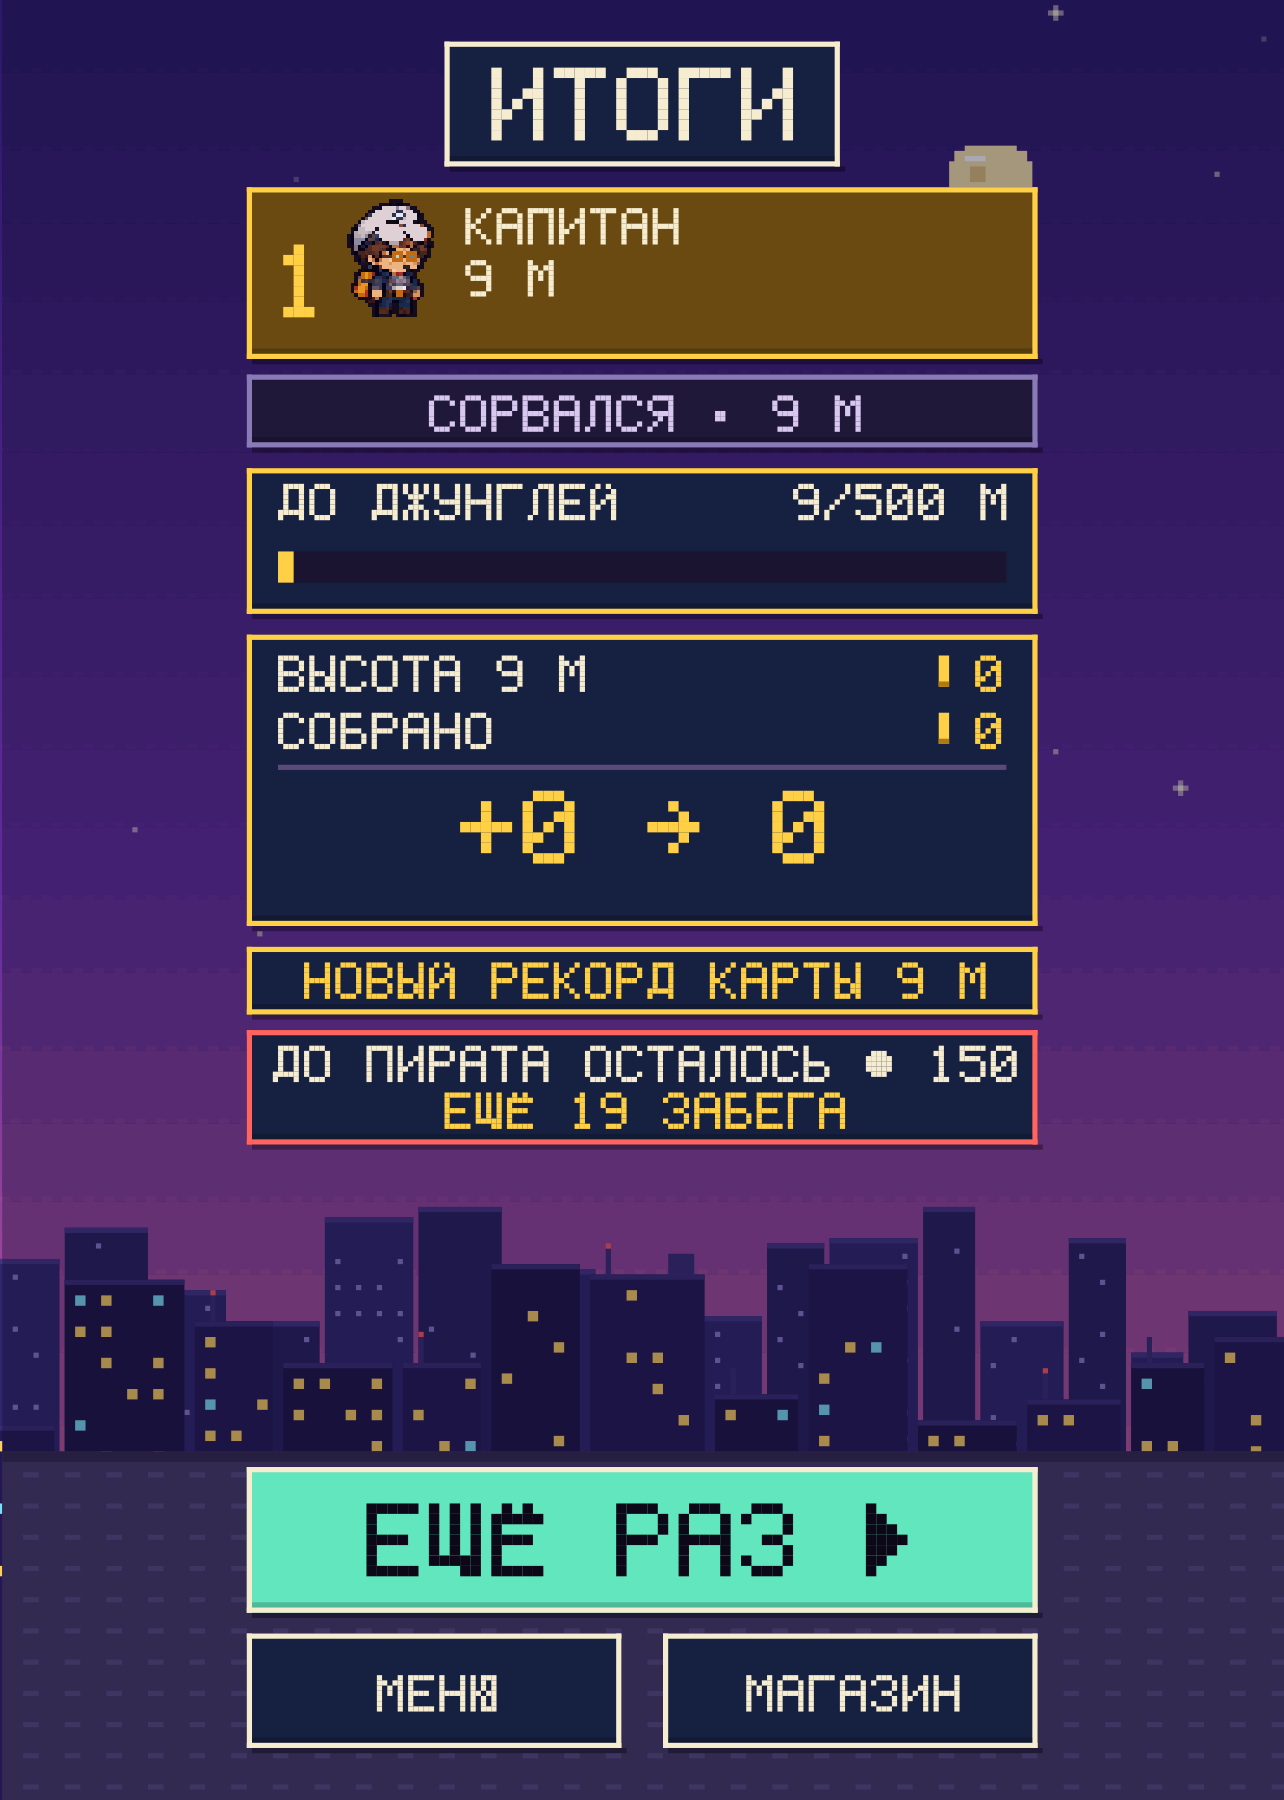 ИТОГИ
1
КАПИТАН
9 М
СОРВАЛСЯ · 9 М
ДО ДЖУНГЛЕЙ 9/500 М
ВЫСОТА 9 М 0
СОБРАНО 0
+0 → 0
НОВЫЙ РЕКОРД КАРТЫ 9 М
ДО ПИРАТА ОСТАЛОСЬ ● 150
ЕЩЁ 19 ЗАБЕГА
ЕЩЁ РАЗ ▶
МЕНЮ
МАГАЗИН